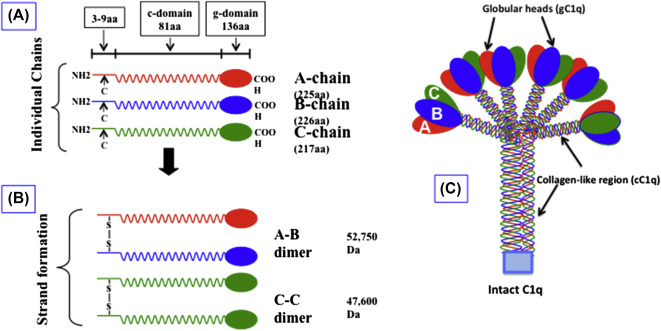 (A)
3-9aa
c-domain
81aa
g-domain
136aa
Individual Chains
NH2
C
COO
H
A-chain
(225aa)
NH2
C
COO
H
B-chain
(226aa)
NH2
C
COO
H
C-chain
(217aa)
(B)
Strand formation
S
S
A-B
dimer
52,750
Da
S
S
C-C
dimer
47,600
Da
Globular heads (gC1q)
C
B
A
Collagen-like region (cC1q)
(C)
Intact C1q